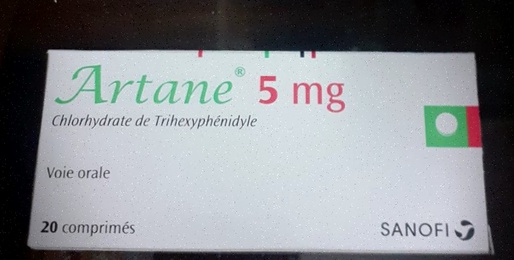 Artane® 5 mg
Chlorhydrate de Trihexyphénidyle
Voie orale
20 comprimés
SANOFI